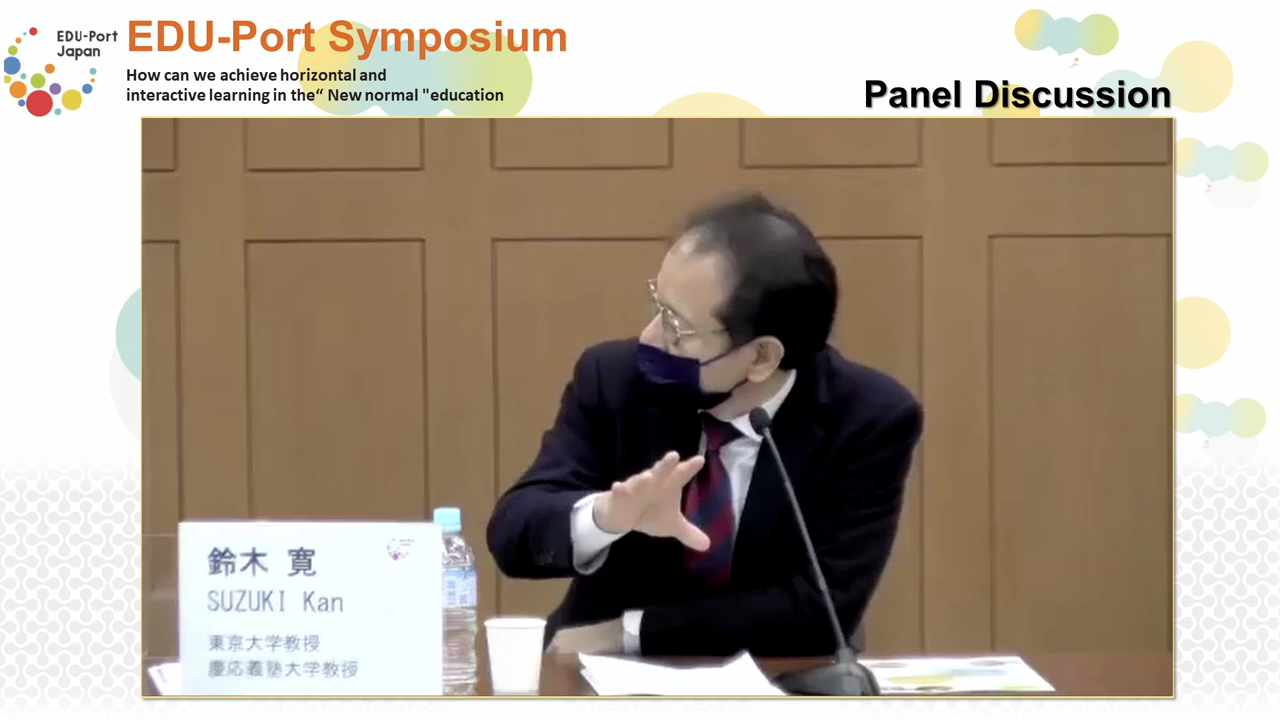 EDU-Port
Japan
EDU-Port Symposium
How can we achieve horizontal and
interactive learning in the“ New normal "education
Panel Discussion
鈴木 寛
SUZUKI Kan
東京大学教授
慶応義塾大学教授